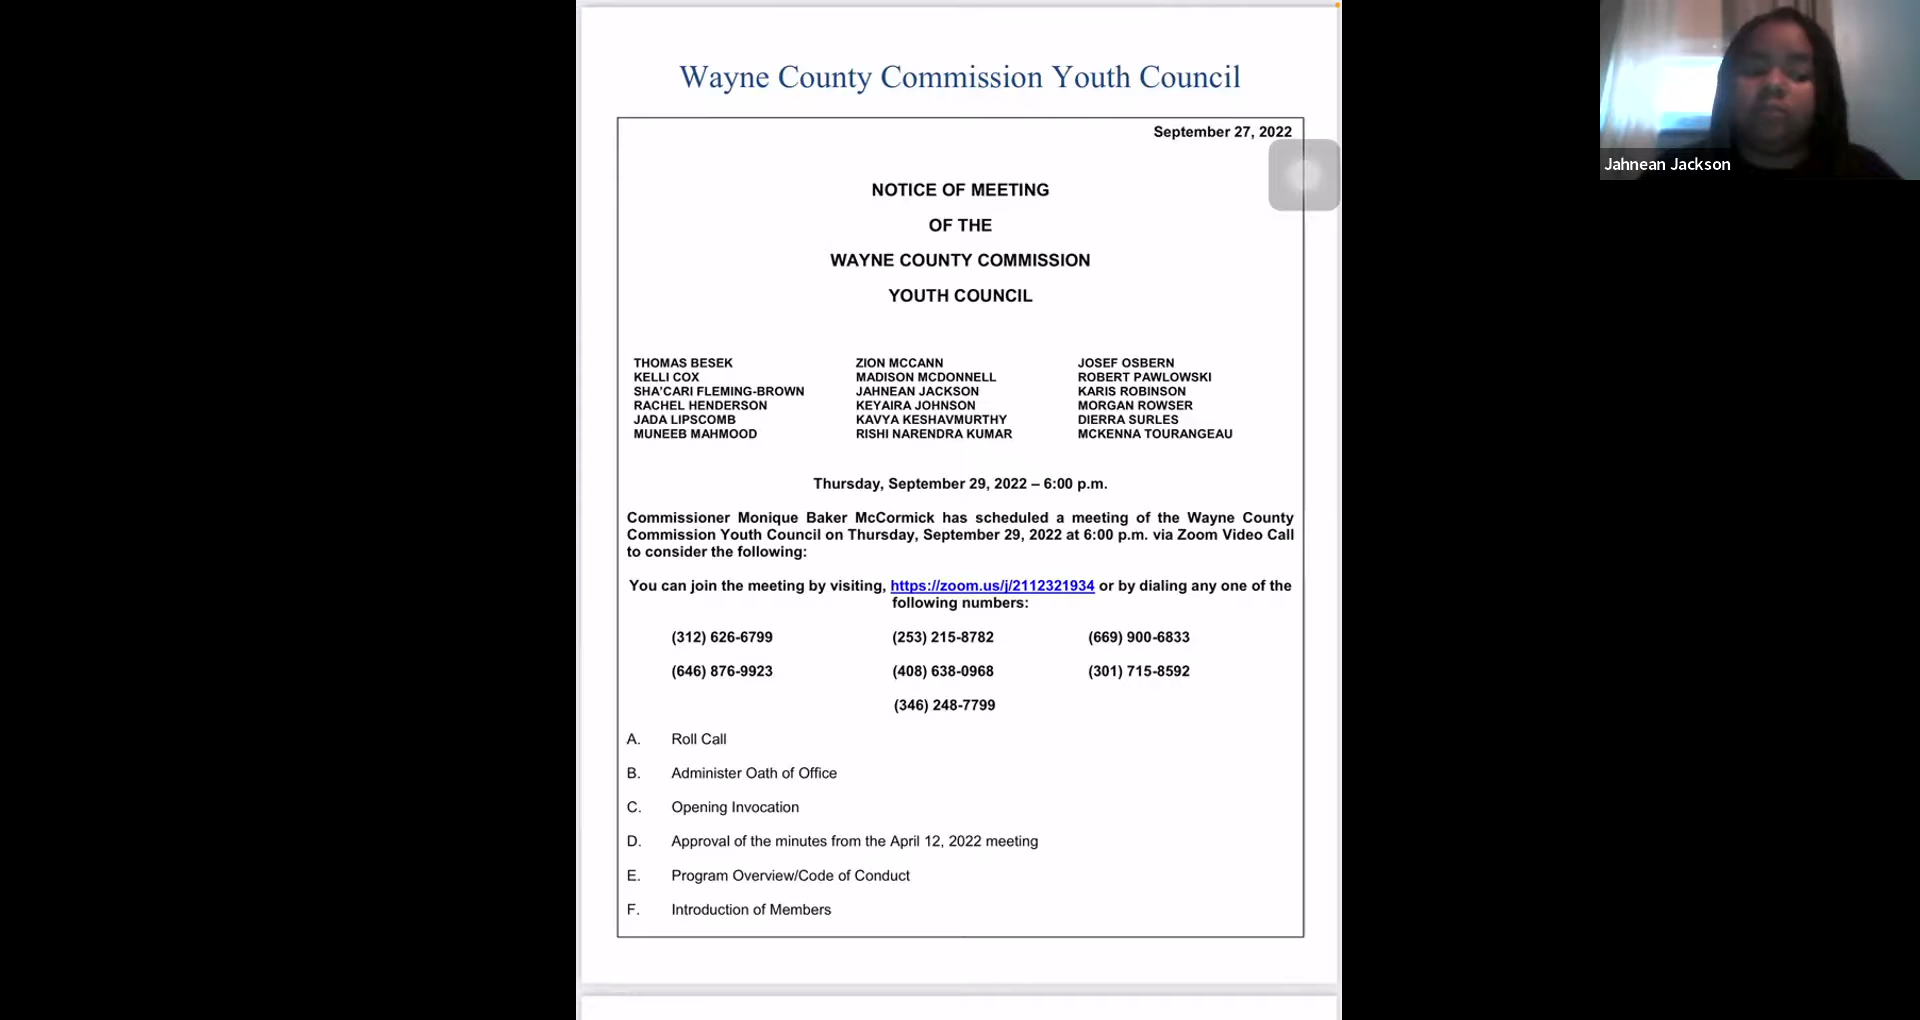 Wayne County Commission Youth Council
September 27, 2022
NOTICE OF MEETING
OF THE
WAYNE COUNTY COMMISSION
YOUTH COUNCIL
THOMAS BESEK ZION MCCANN JOSEF OSBERN
KELLI COX MADISON MCDONNELL ROBERT PAWLOWSKI
SHA'CARI FLEMING-BROWN JAHNEAN JACKSON KARIS ROBINSON
RACHEL HENDERSON KEYAIRA JOHNSON MORGAN ROWSER
JADA LIPSCOMB KAVYA KESHAVMURTHY DIERRA SURLES
MUNEEB MAHMOOD RISHI NARENDRA KUMAR MCKENNA TOURANGEAU
Thursday, September 29, 2022 – 6:00 p.m.
Commissioner Monique Baker McCormick has scheduled a meeting of the Wayne County
Commission Youth Council on Thursday, September 29, 2022 at 6:00 p.m. via Zoom Video Call
to consider the following:
You can join the meeting by visiting, https://zoom.us/j/2112321934 or by dialing any one of the
following numbers:
(312) 626-6799 (253) 215-8782 (669) 900-6833
(646) 876-9923 (408) 638-0968 (301) 715-8592
(346) 248-7799
A. Roll Call
B. Administer Oath of Office
C. Opening Invocation
D. Approval of the minutes from the April 12, 2022 meeting
E. Program Overview/Code of Conduct
F. Introduction of Members
Jahnean Jackson